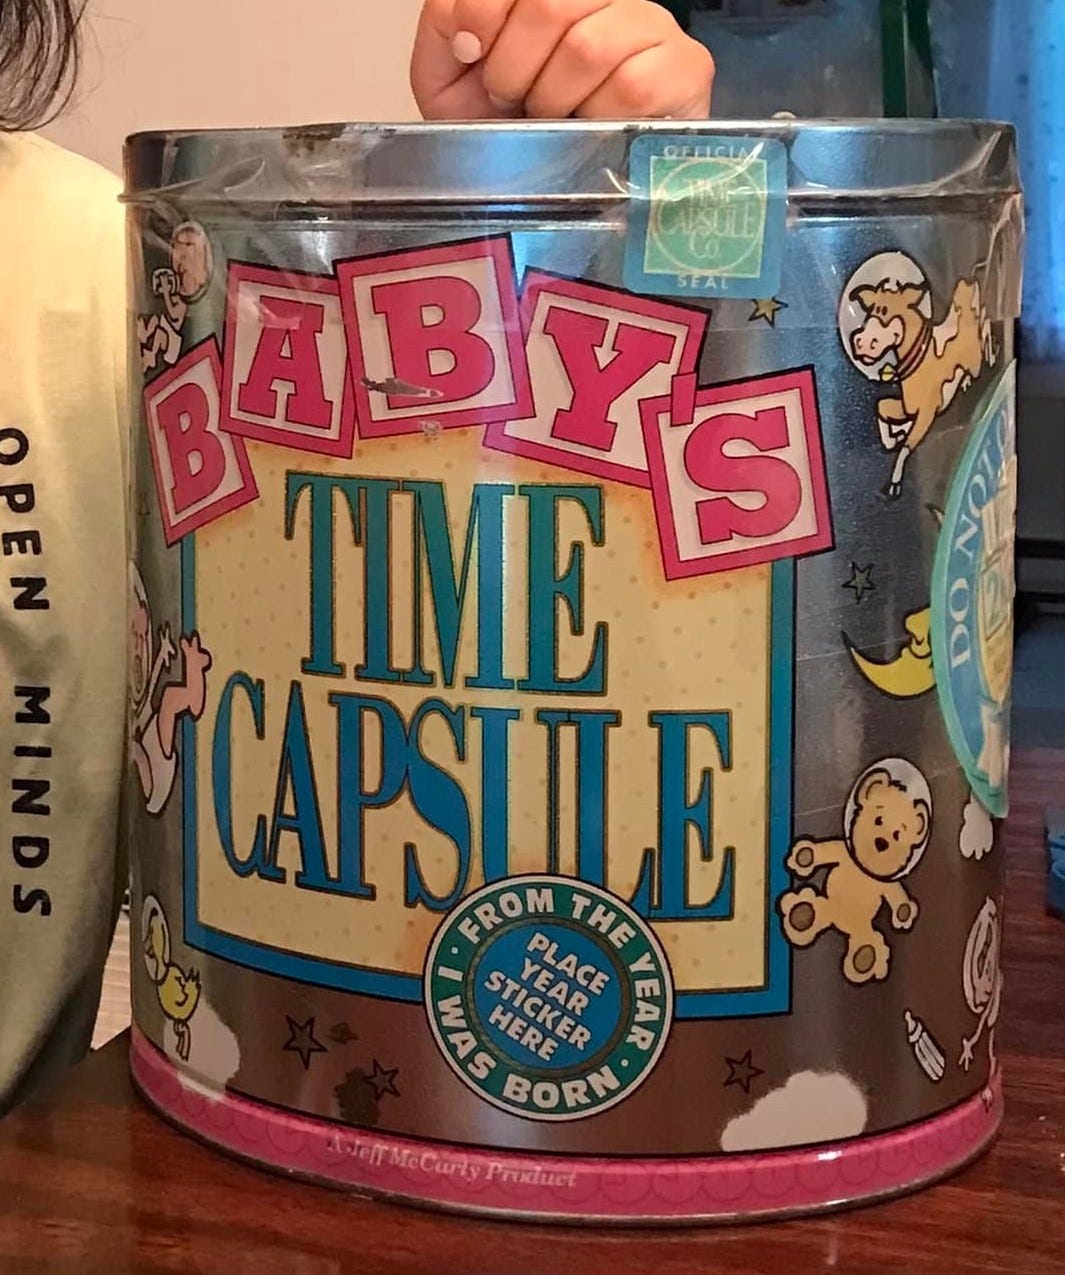 OFFICIAL
TIME
CAPSULE
CO.
SEAL
BABY'S
TM
TIME
CAPSULE
DO NOT
FROM THE YEAR · I WAS BORN ·
PLACE
YEAR
STICKER
HERE
A Jeff McCarty Product
OPEN MINDS